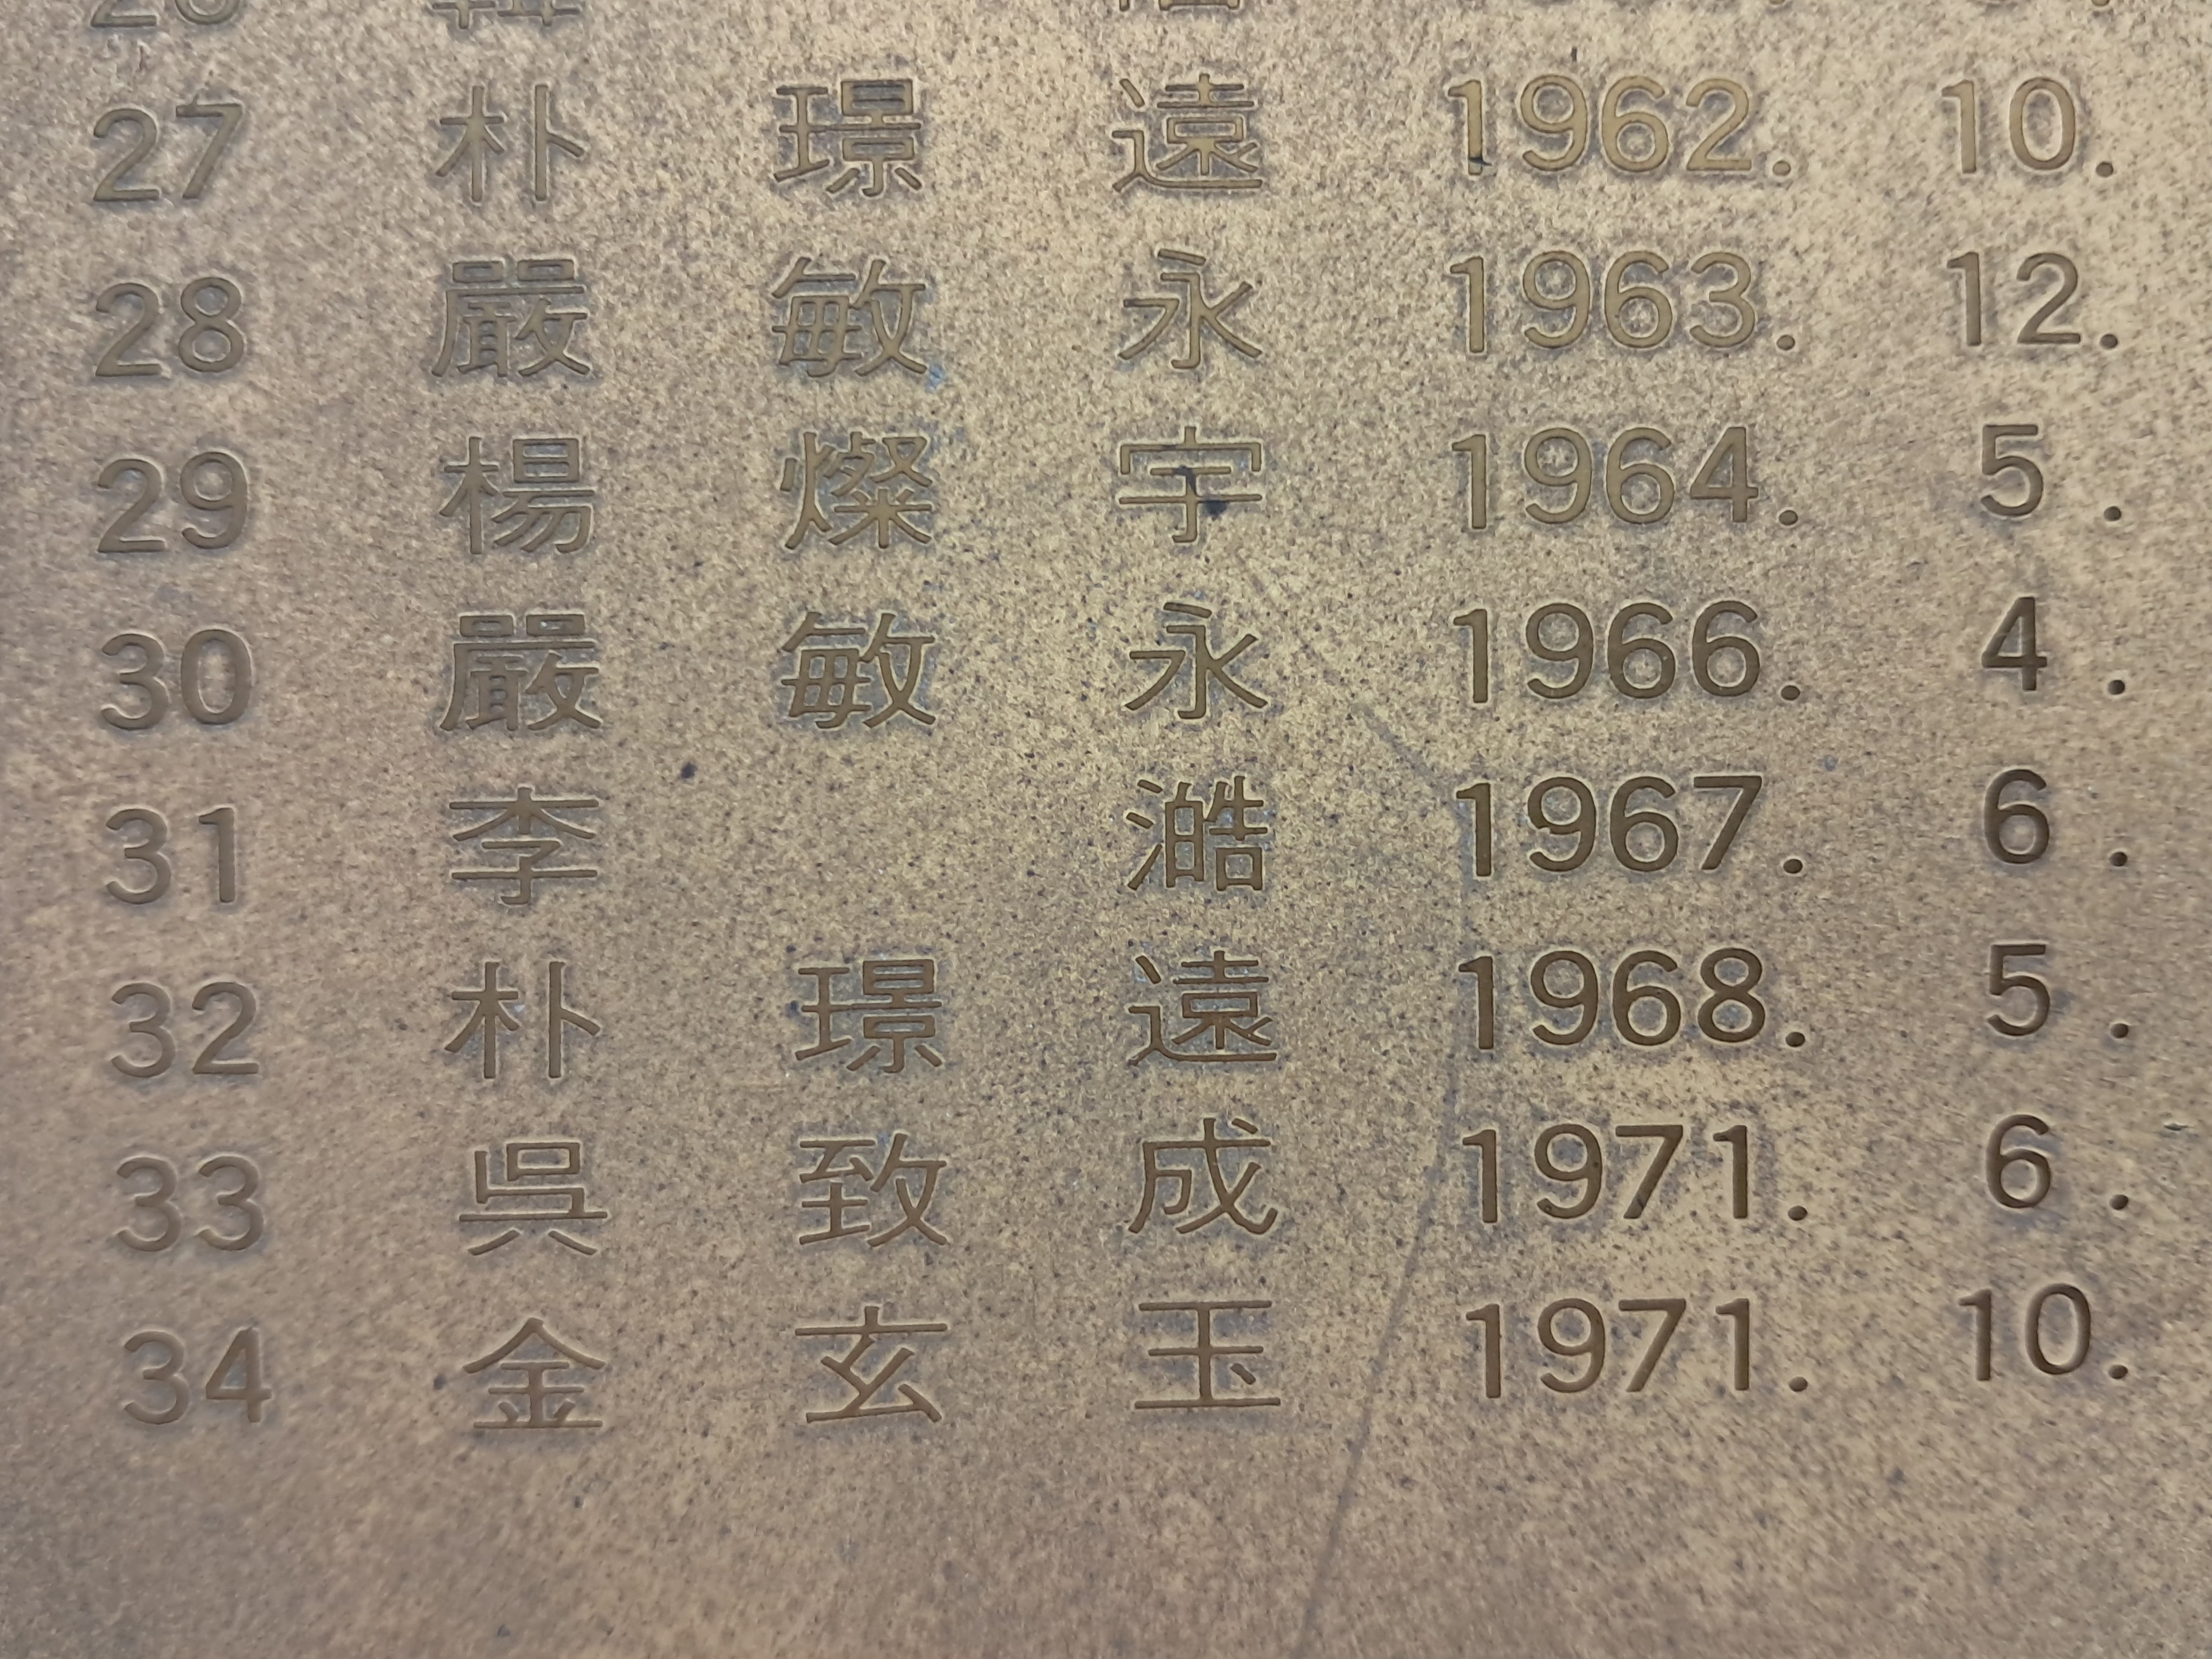 27 朴 璟 遠 1962. 10.
28 嚴 敏 永 1963. 12.
29 楊 燦 宇 1964. 5 .
30 嚴 敏 永 1966. 4 .
31 李 澔 1967. 6 .
32 朴 璟 遠 1968. 5 .
33 吳 致 成 1971. 6 .
34 金 玄 玉 1971. 10.